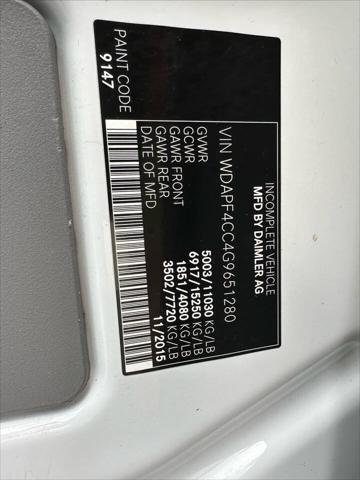 INCOMPLETE VEHICLE
MFD BY DAIMLER AG
VIN WDAPF4CC4G9651280
GVWR 5003/11030 KG/LB
GCWR 6917/15250 KG/LB
GAWR FRONT 1851/4080 KG/LB
GAWR REAR 3502/7720 KG/LB
DATE OF MFD 11/2015
PAINT CODE
9147